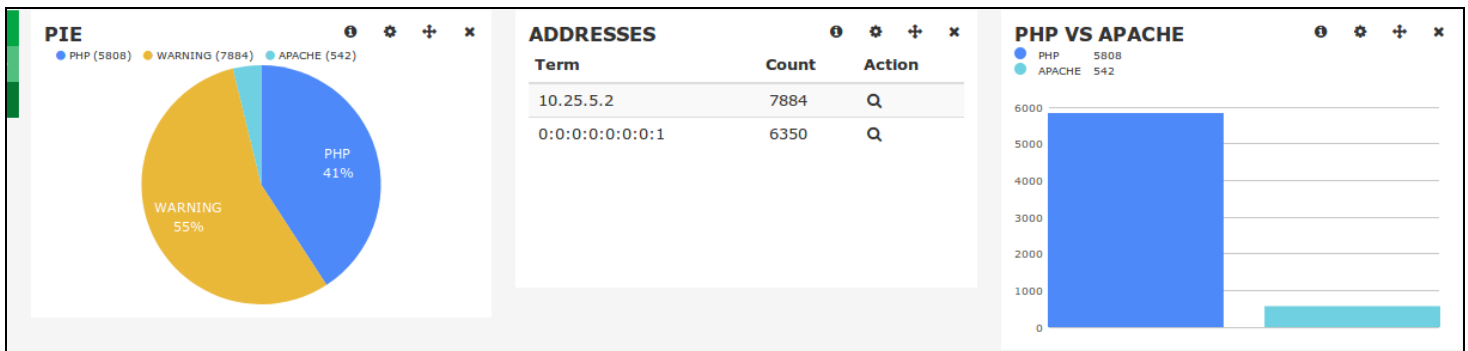 PIE
PHP (5808) WARNING (7884) APACHE (542)
PHP
41%
WARNING
55%
ADDRESSES
Term Count Action
10.25.5.2 7884
0:0:0:0:0:0:0:1 6350
PHP VS APACHE
PHP 5808
APACHE 542
6000
5000
4000
3000
2000
1000
0